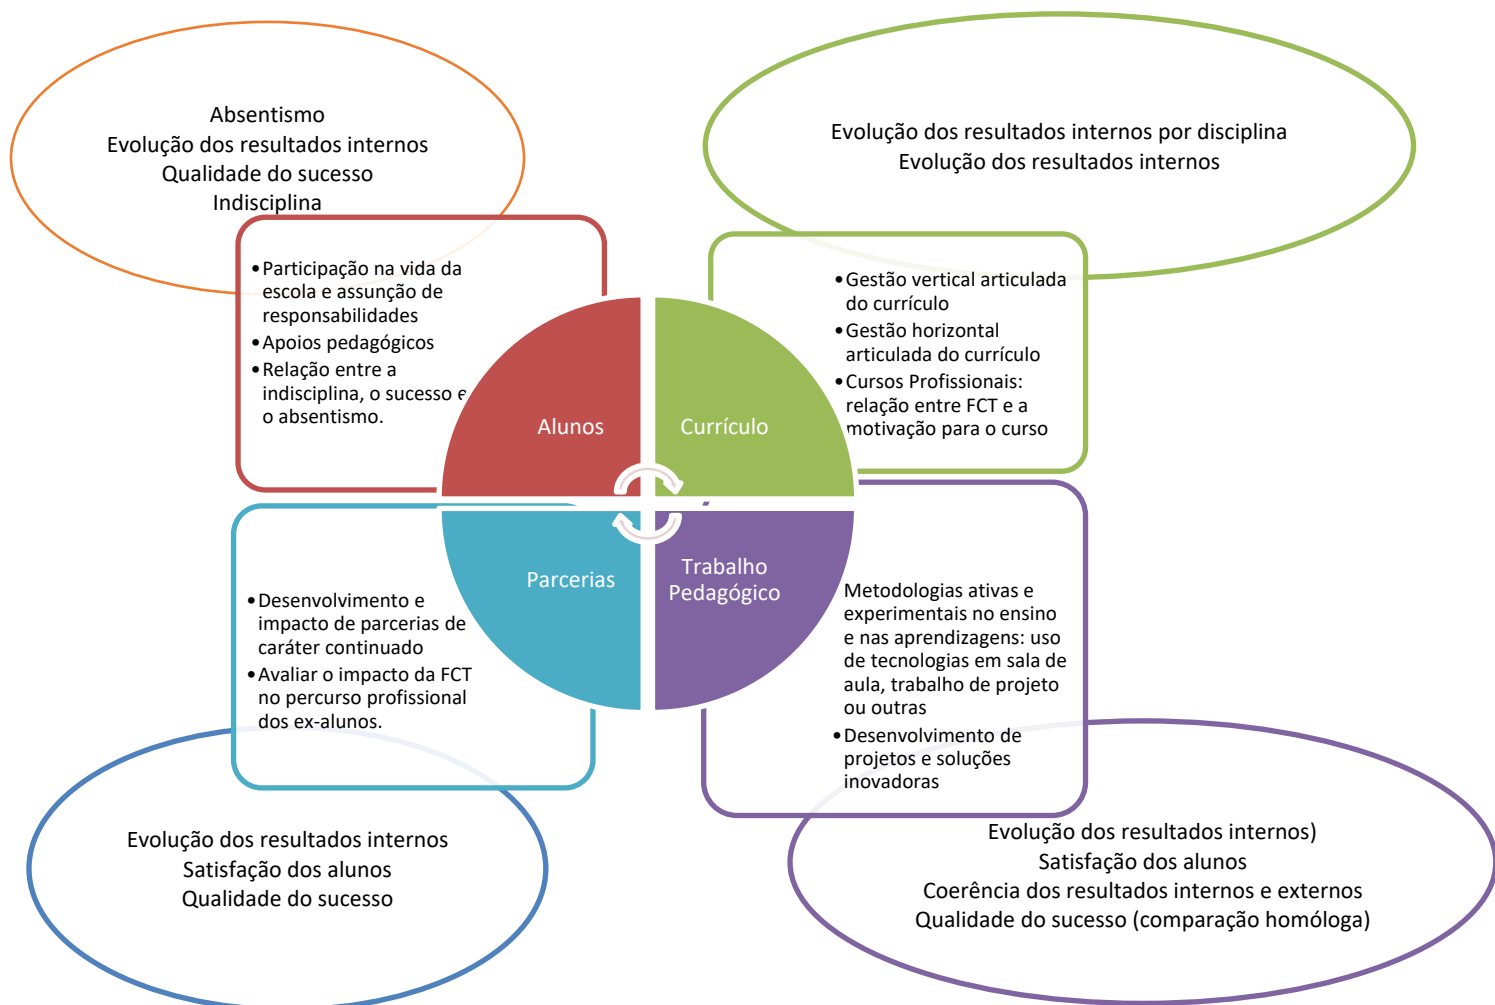 Absentismo
Evolução dos resultados internos
Qualidade do sucesso
Indisciplina
Evolução dos resultados internos por disciplina
Evolução dos resultados internos
•Participação na vida da
escola e assunção de
responsabilidades
•Apoios pedagógicos
•Relação entre a
indisciplina, o sucesso e
o absentismo.
•Gestão vertical articulada
do currículo
•Gestão horizontal
articulada do currículo
•Cursos Profissionais:
relação entre FCT e a
motivação para o curso
Alunos
Currículo
Parcerias
Trabalho
Pedagógico
•Desenvolvimento e
impacto de parcerias de
caráter continuado
•Avaliar o impacto da FCT
no percurso profissional
dos ex-alunos.
Metodologias ativas e
experimentais no ensino
e nas aprendizagens: uso
de tecnologias em sala de
aula, trabalho de projeto
ou outras
•Desenvolvimento de
projetos e soluções
inovadoras
Evolução dos resultados internos
Satisfação dos alunos
Qualidade do sucesso
Evolução dos resultados internos)
Satisfação dos alunos
Coerência dos resultados internos e externos
Qualidade do sucesso (comparação homóloga)